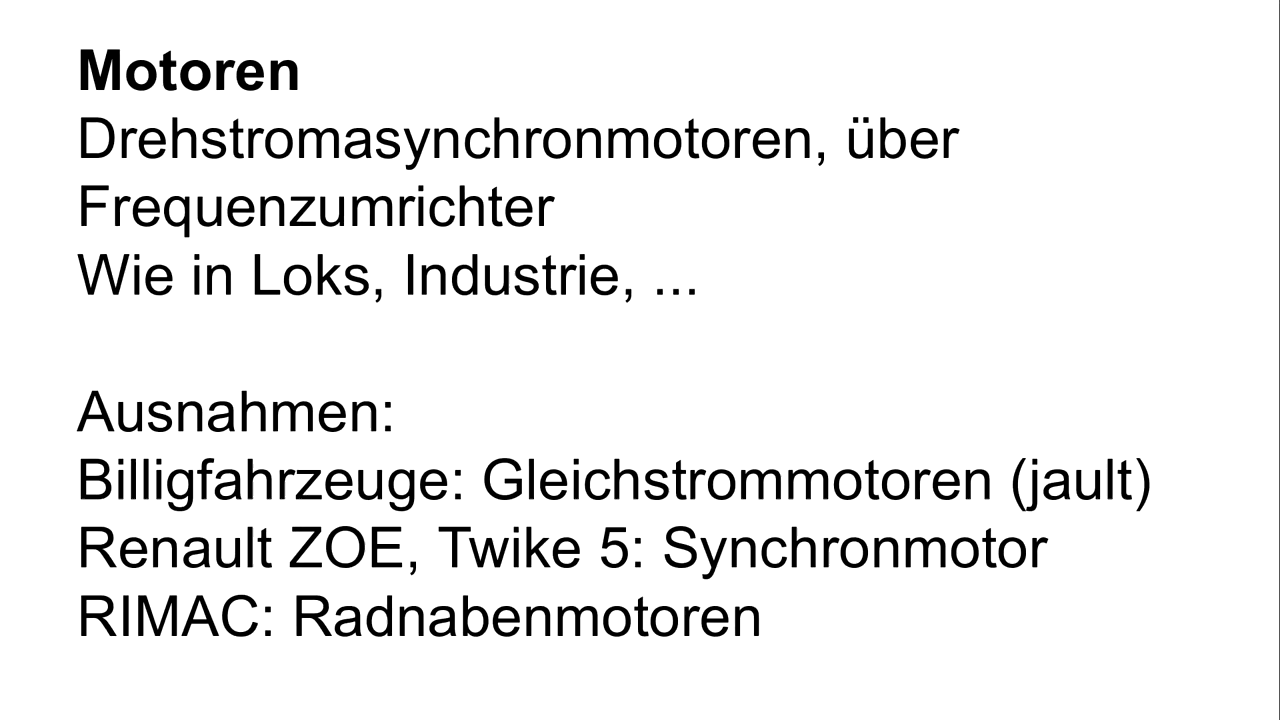 Motoren
Drehstromasynchronmotoren, über
Frequenzumrichter
Wie in Loks, Industrie, ...
Ausnahmen:
Billigfahrzeuge: Gleichstrommotoren (jault)
Renault ZOE, Twike 5: Synchronmotor
RIMAC: Radnabenmotoren